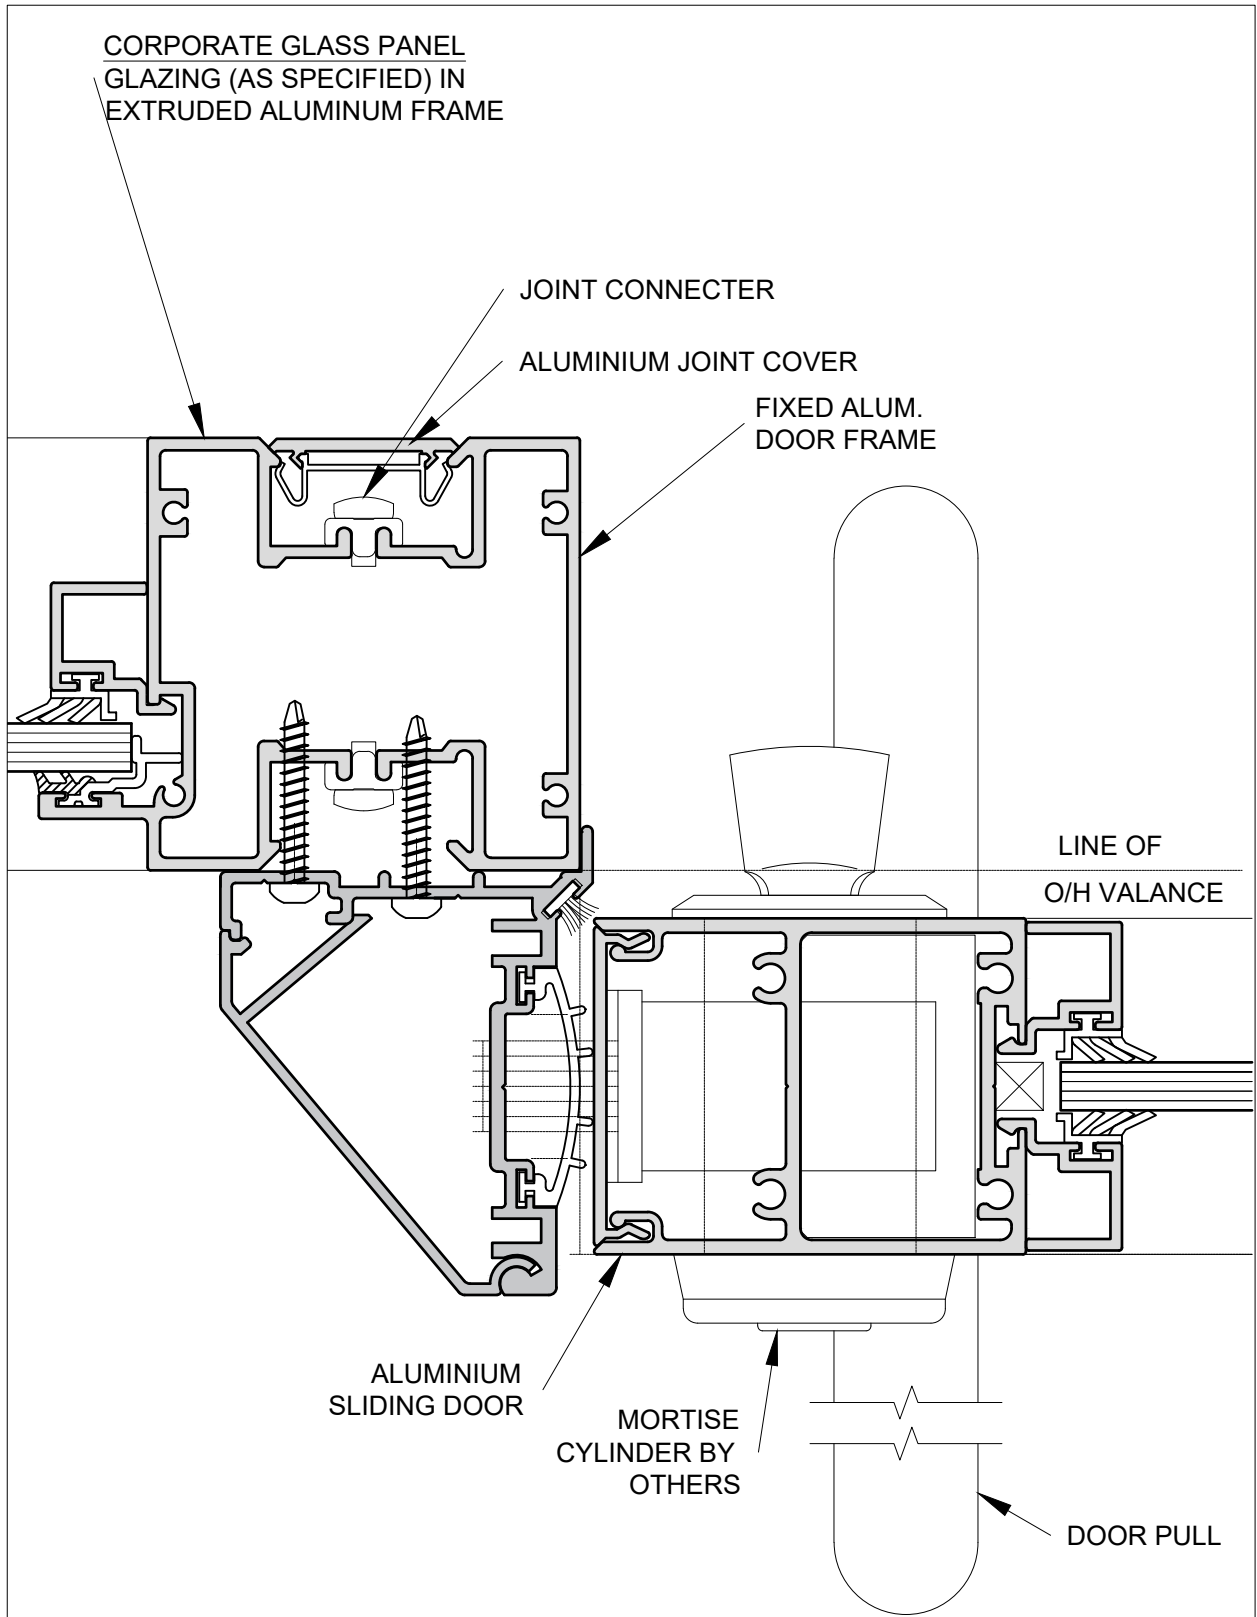 CORPORATE GLASS PANEL
GLAZING (AS SPECIFIED) IN
EXTRUDED ALUMINUM FRAME
JOINT CONNECTER
ALUMINIUM JOINT COVER
FIXED ALUM.
DOOR FRAME
LINE OF
O/H VALANCE
ALUMINIUM
SLIDING DOOR
MORTISE
CYLINDER BY
OTHERS
DOOR PULL